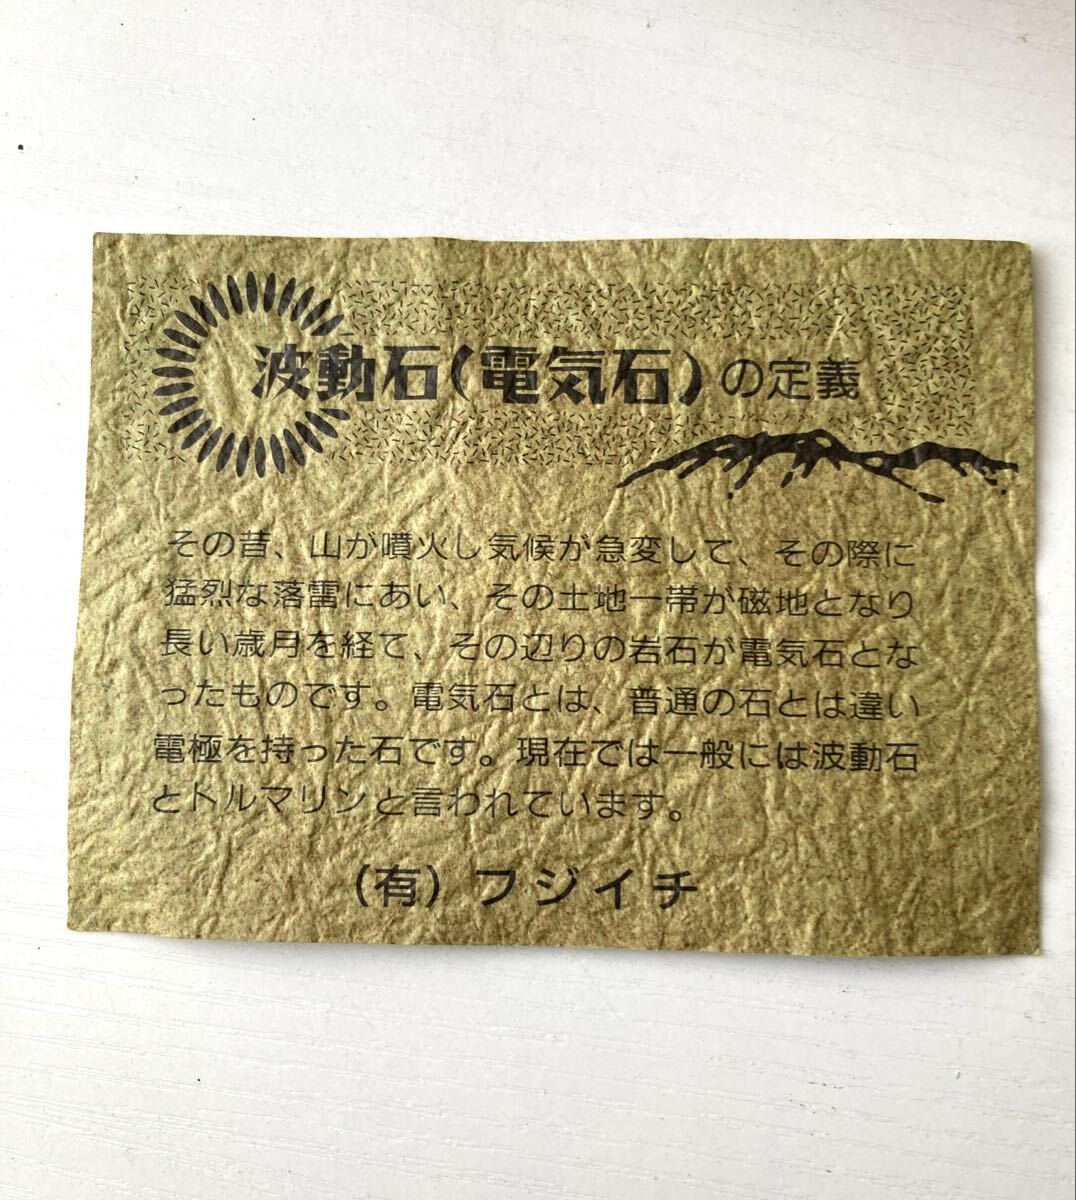 波動石(電気石)の定義
その昔、山が噴火し気候が急変して、その際に
猛烈な落雷にあい、その土地一帯が磁地となり
長い歳月を経て、その辺りの岩石が電気石とな
ったものです。電気石とは、普通の石とは違い
電極を持った石です。現在では一般には波動石
とトルマリンと言われています。
(有)フジイチ